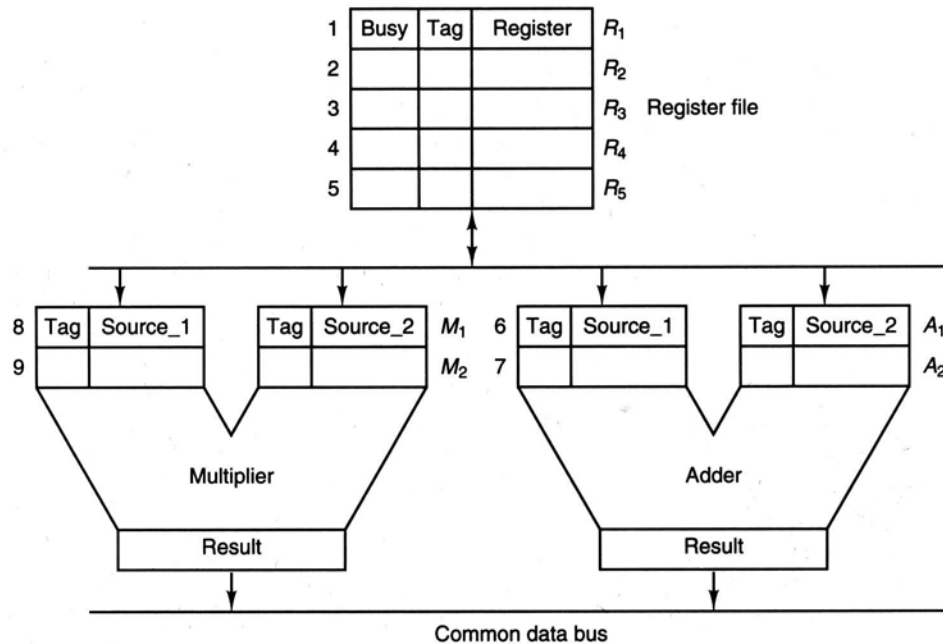 1 Busy Tag Register R1
2 R2
3 R3 Register file
4 R4
5 R5
8 Tag Source_1 Tag Source_2 M1 6 Tag Source_1 Tag Source_2 A1
9 M2 7 A2
Multiplier Adder
Result Result
Common data bus